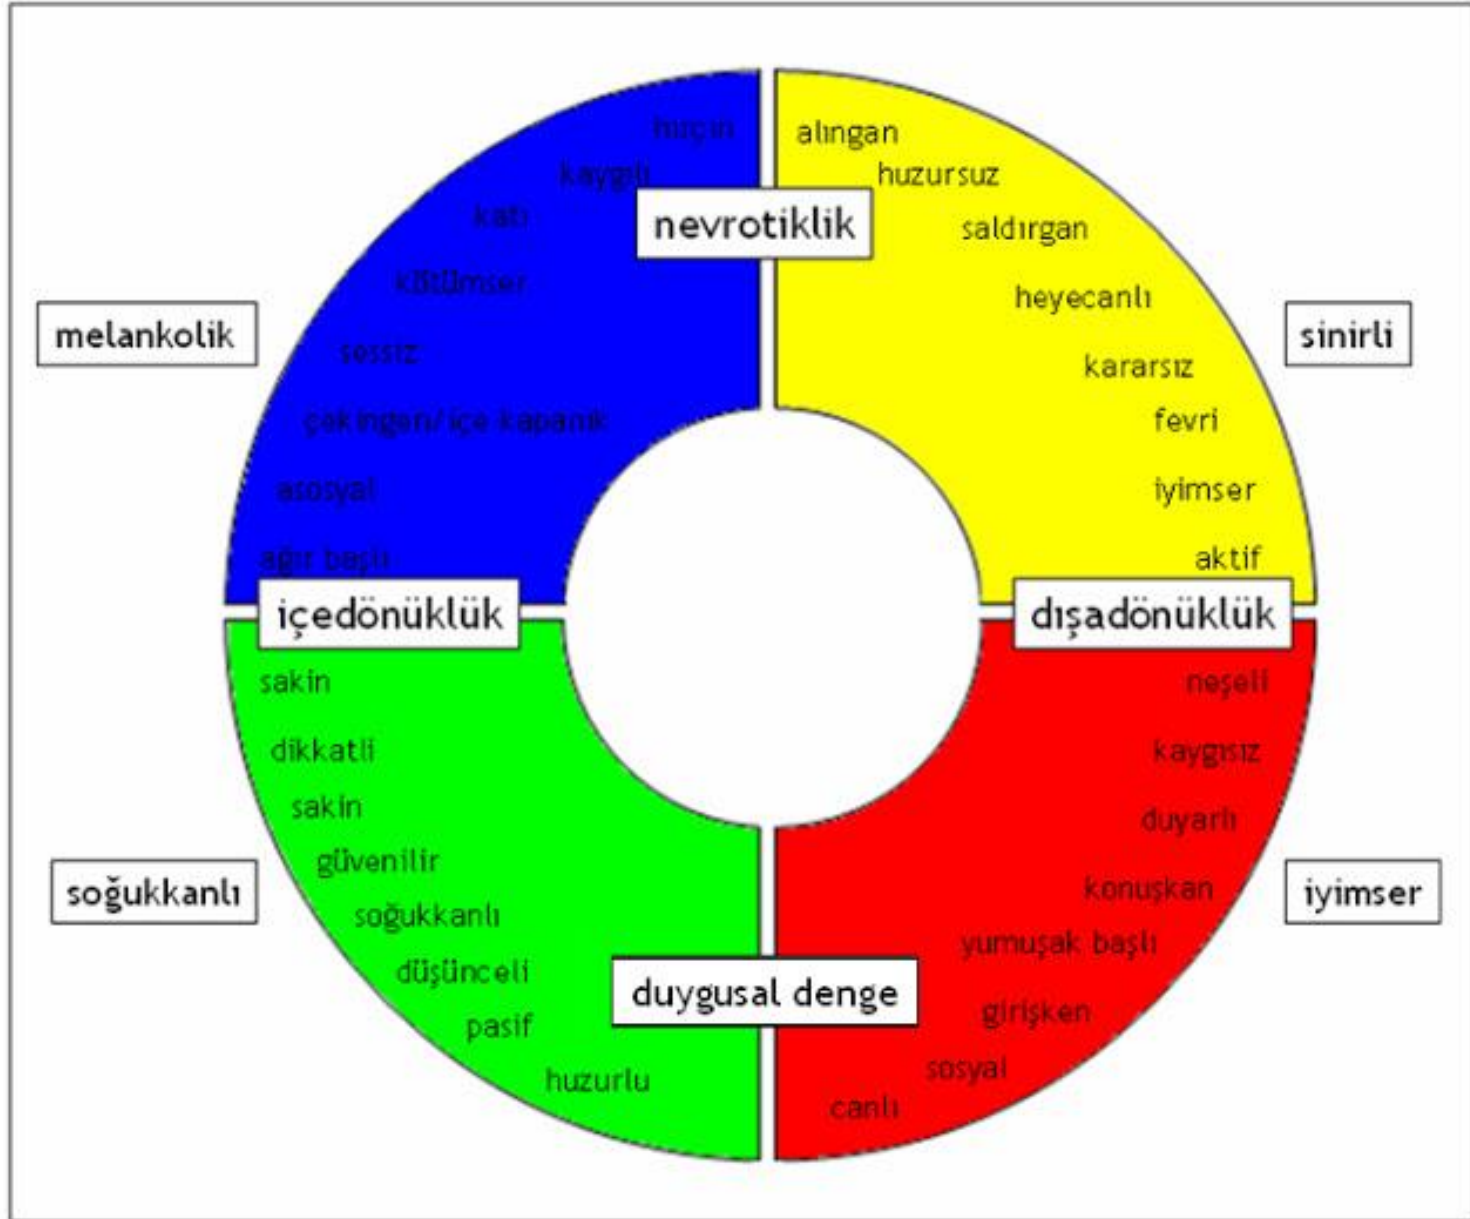 hırçın
kaygılı
katı
kötümser
sessiz
çekingen/içe kapanık
asosyal
ağır başlı
alıngan
huzursuz
saldırgan
heyecanlı
kararsız
fevri
iyimser
aktif
nevrotiklik
melankolik
sinirli
içedönüklük
dışadönüklük
sakin
dikkatli
sakin
güvenilir
soğukkanlı
düşünceli
pasif
huzurlu
neşeli
kaygısız
duyarlı
konuşkan
yumuşak başlı
girişken
sosyal
canlı
soğukkanlı
iyimser
duygusal denge